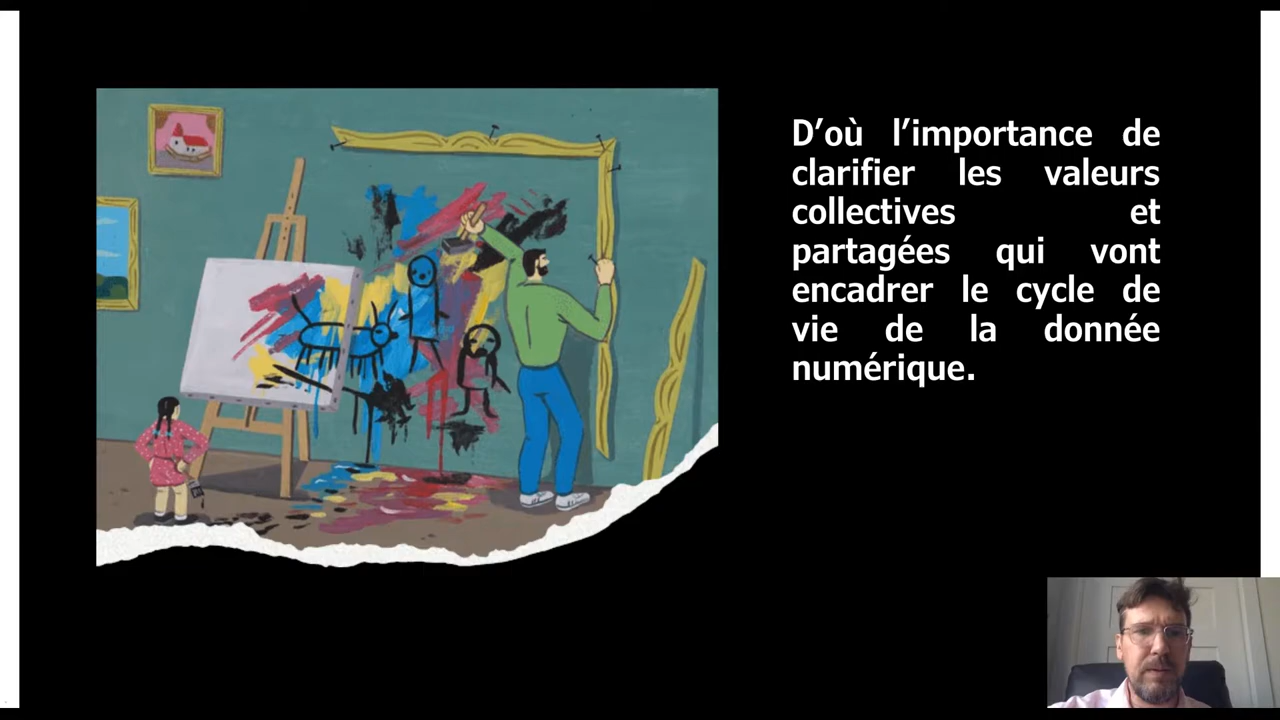 D’où l’importance de
clarifier les valeurs
collectives et
partagées qui vont
encadrer le cycle de
vie de la donnée
numérique.